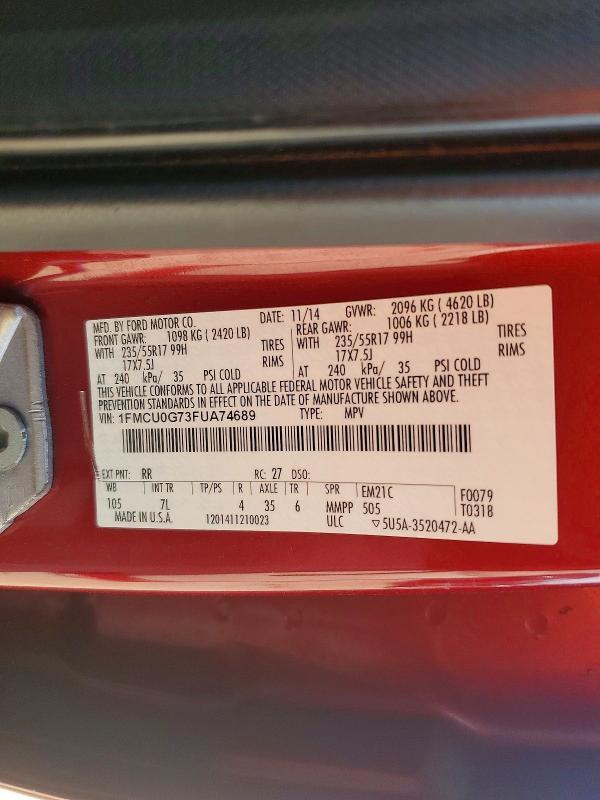 MFD. BY FORD MOTOR CO. DATE: 11/14 GVWR: 2096 KG ( 4620 LB)
FRONT GAWR: 1098 KG ( 2420 LB) REAR GAWR: 1006 KG ( 2218 LB)
WITH 235/55R17 99H TIRES WITH 235/55R17 99H TIRES
17X7.5J RIMS 17X7.5J RIMS
AT 240 kPa/ 35 PSI COLD AT 240 kPa/ 35 PSI COLD
THIS VEHICLE CONFORMS TO ALL APPLICABLE FEDERAL MOTOR VEHICLE SAFETY AND THEFT
PREVENTION STANDARDS IN EFFECT ON THE DATE OF MANUFACTURE SHOWN ABOVE.
VIN: 1FMCU0G73FUA74689 TYPE: MPV
EXT PNT: RR RC: 27 DSO:
WB INT TR TP/PS R AXLE TR SPR EM21C F0079
105 7L 4 35 6 MMPP 505 T0318
MADE IN U.S.A. 1201411210023 ULC ▽5U5A-3520472-AA